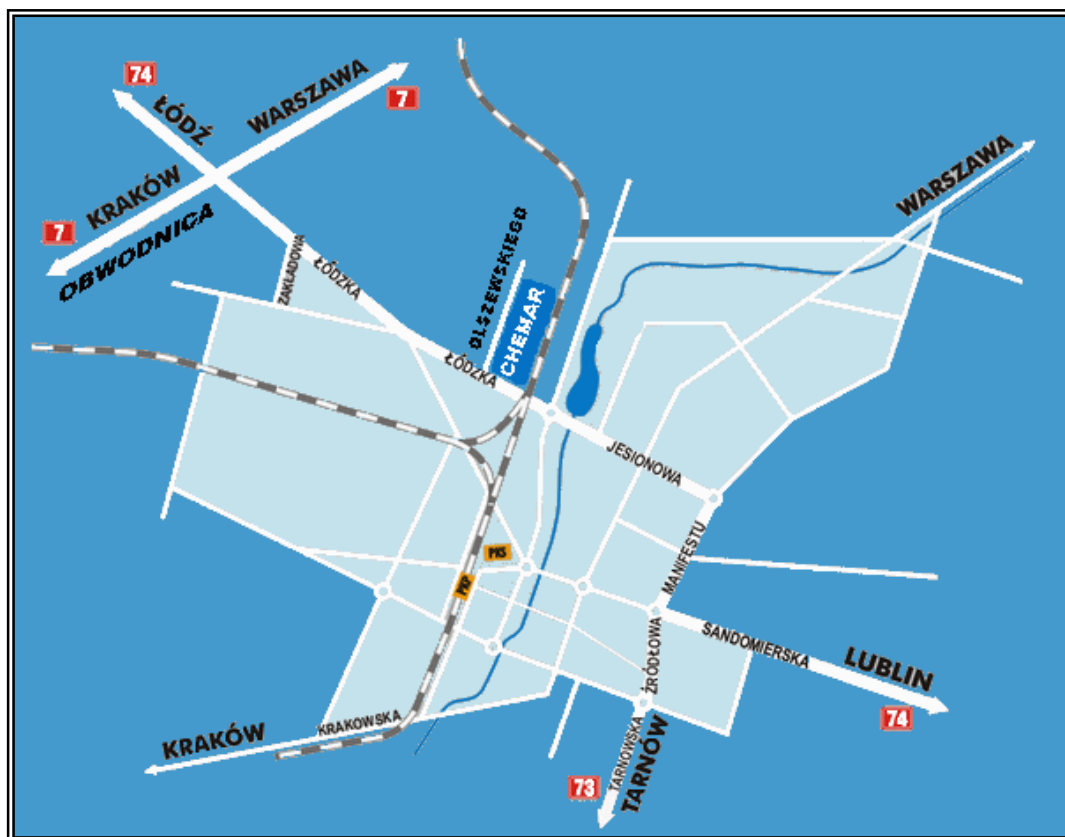 74
ŁÓDŹ
WARSZAWA
7
KRAKÓW
7
OBWODNICA
WARSZAWA
ZAKŁADOWA
ŁÓDZKA
OLSZEWSKIEGO
CHEMAR
ŁÓDZKA
JESIONOWA
MANIFESTU
PKS
PKP
ŹRÓDŁOWA
SANDOMIERSKA
LUBLIN
74
KRAKOWSKA
KRAKÓW
TARNOWSKA
TARNÓW
73